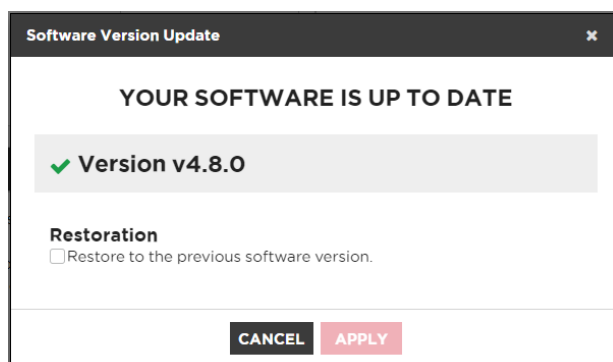 Software Version Update
YOUR SOFTWARE IS UP TO DATE
Version v4.8.0
Restoration
Restore to the previous software version.
CANCEL APPLY